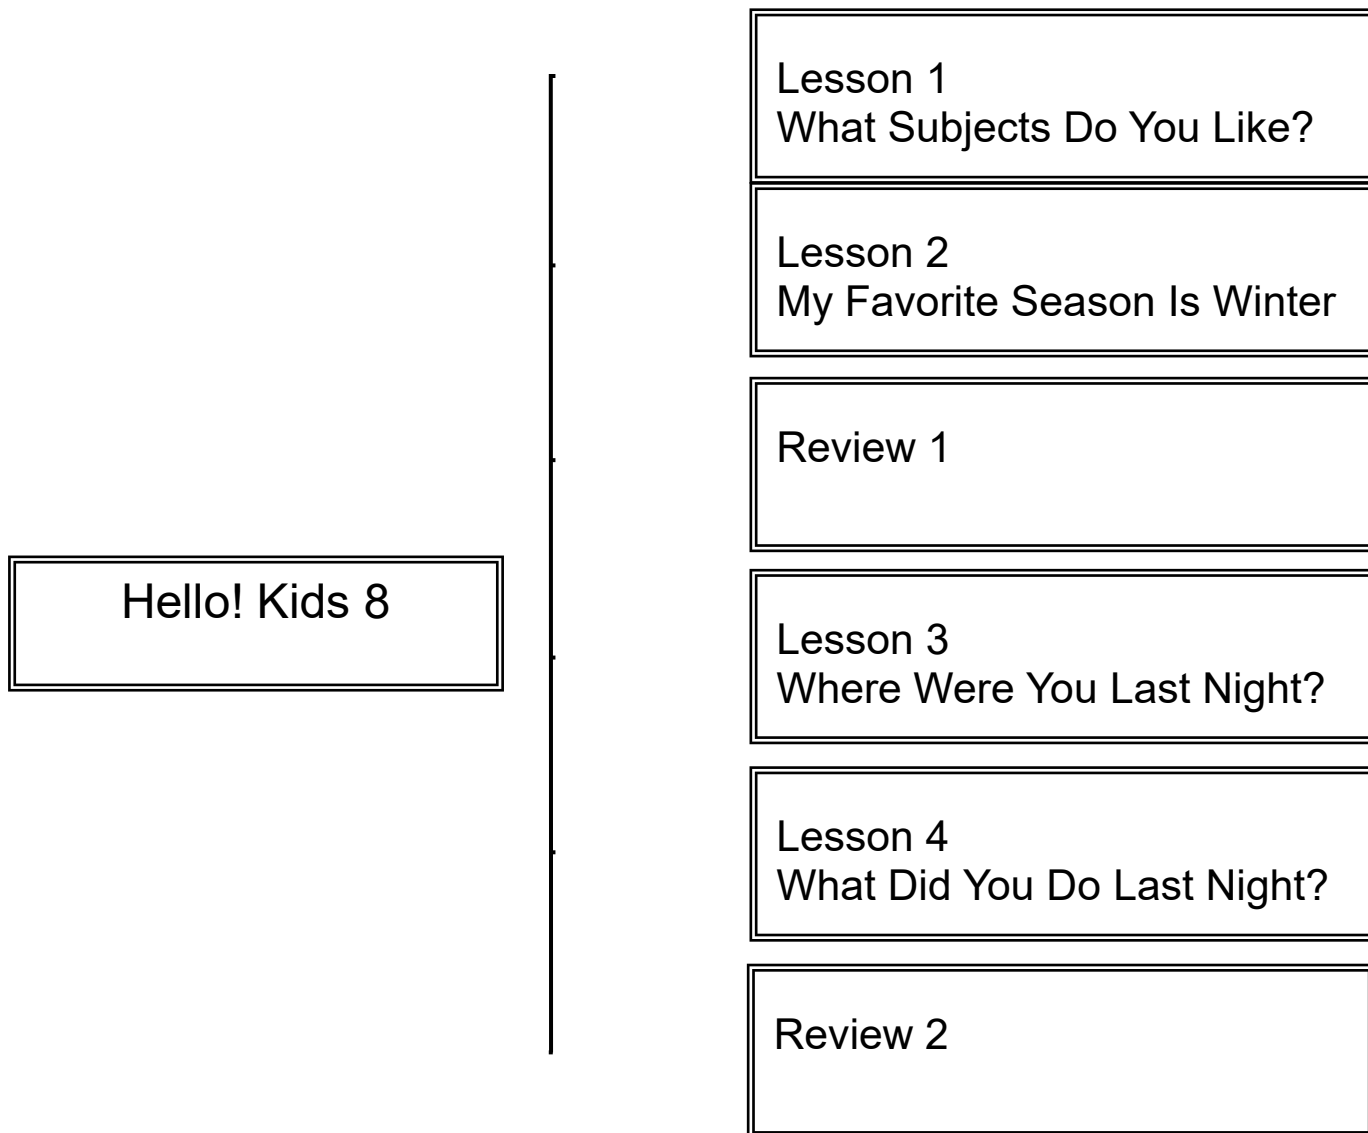 Hello! Kids 8
Lesson 1
What Subjects Do You Like?
Lesson 2
My Favorite Season Is Winter
Review 1
Lesson 3
Where Were You Last Night?
Lesson 4
What Did You Do Last Night?
Review 2